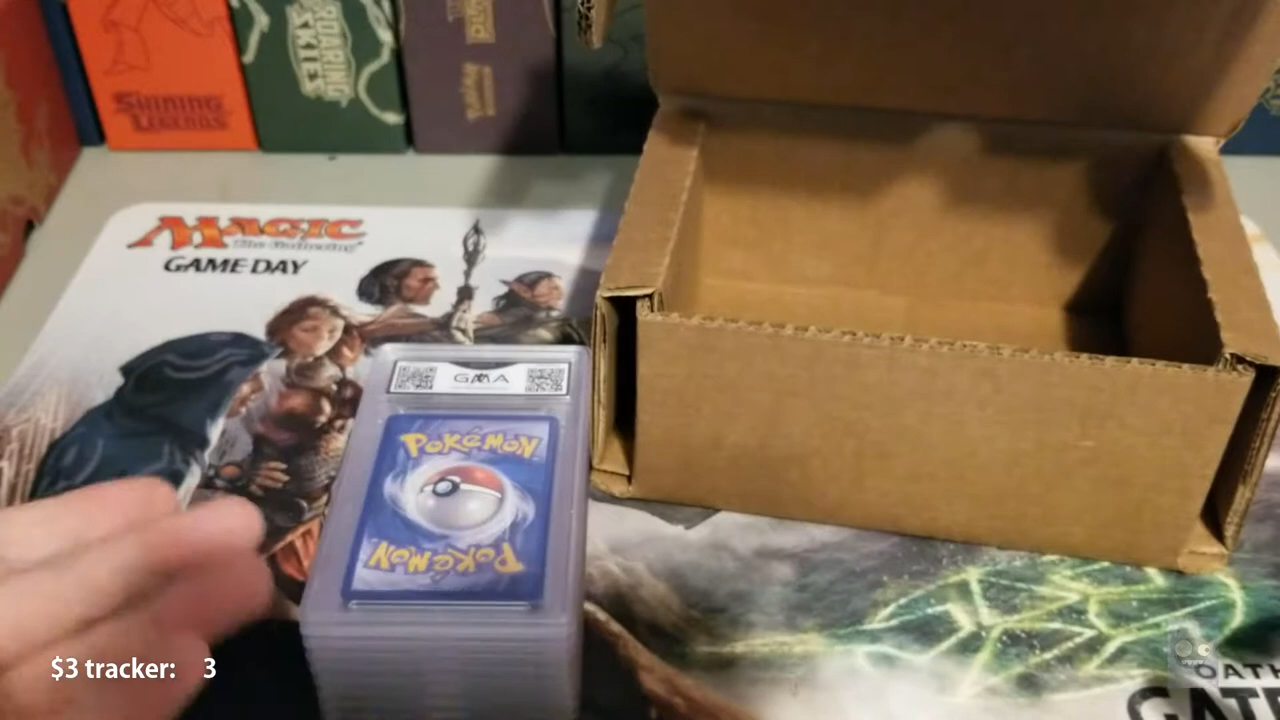 SHINING
LEGENDS
ROARING
SKIES
MAGIC
The Gathering
GAME DAY
GMA
POKéMON
POKéMON
$3 tracker: 3
OATH
GATE